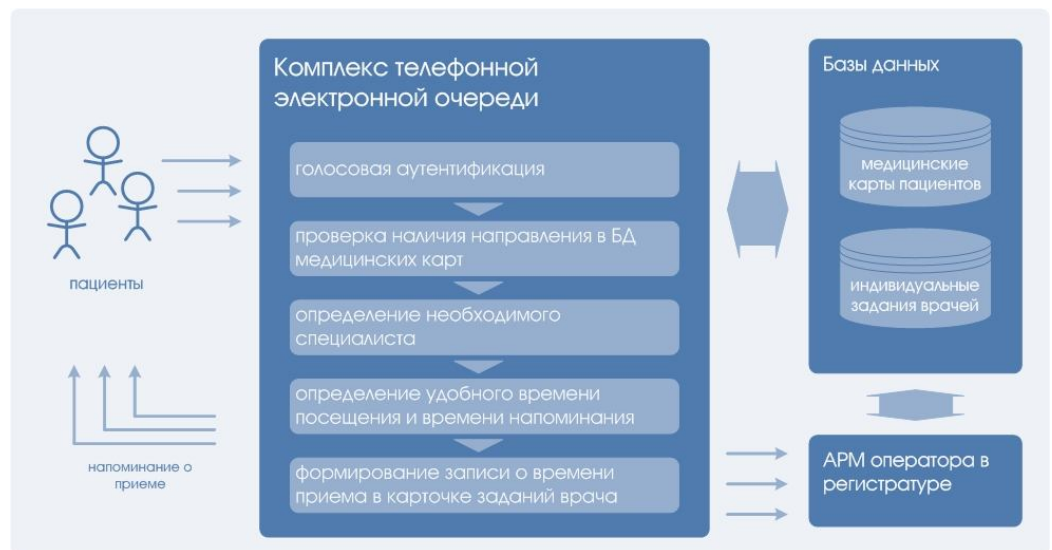 Комплекс телефонной
электронной очереди
голосовая аутентификация
проверка наличия направления в БД
медицинских карт
определение необходимого
специалиста
определение удобного времени
посещения и времени напоминания
формирование записи о времени
приема в карточке заданий врача
пациенты
напоминание о
приеме
Базы данных
медицинские
карты пациентов
индивидуальные
задания врачей
АРМ оператора в
регистратуре